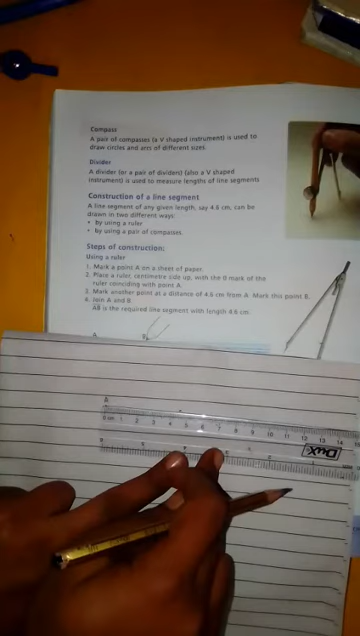 Compass
A pair of compasses (a V shaped instrument) is used to
draw circles and arcs of different sizes.
Divider
A divider (or a pair of dividers) (also a V shaped
instrument) is used to measure lengths of line segments
Construction of a line segment
A line segment of any given length, say 4.6 cm, can be
drawn in two different ways:
• by using a ruler
• by using a pair of compasses.
Steps of construction:
Using a ruler
1. Mark a point A on a sheet of paper.
2. Place a ruler, centimetre side up, with the 0 mark of the
ruler coinciding with point A.
3. Mark another point at a distance of 4.6 cm from A. Mark this point B.
4. Join A and B.
AB is the required line segment with length 4.6 cm.
A B
A
0 cm 1 2 3 4 5 6 7 8 9 10 11 12 13 14 15
Dux